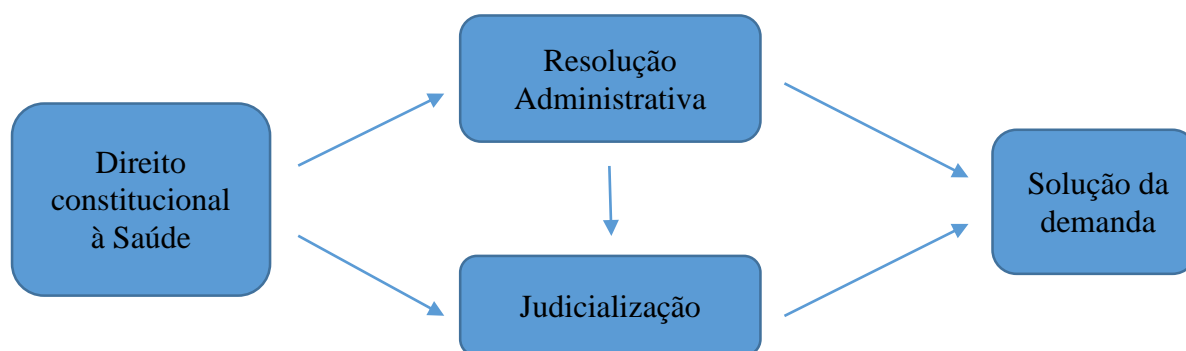 Direito
constitucional
à Saúde
Resolução
Administrativa
Judicialização
Solução da
demanda